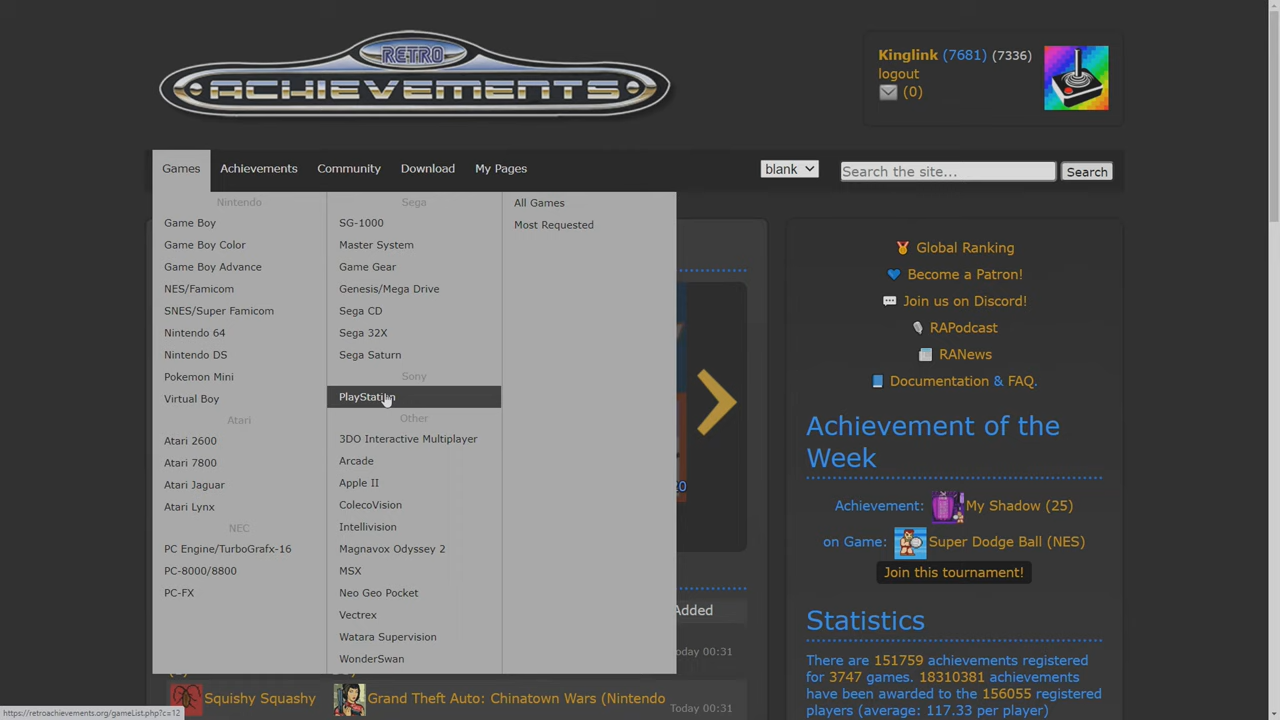 RETRO
ACHIEVEMENTS
Kinglink (7681) (7336)
logout
(0)
Games Achievements Community Download My Pages
blank
Search the site... Search
Nintendo
Game Boy
Game Boy Color
Game Boy Advance
NES/Famicom
SNES/Super Famicom
Nintendo 64
Nintendo DS
Pokemon Mini
Virtual Boy
Atari
Atari 2600
Atari 7800
Atari Jaguar
Atari Lynx
NEC
PC Engine/TurboGrafx-16
PC-8000/8800
PC-FX
Sega
SG-1000
Master System
Game Gear
Genesis/Mega Drive
Sega CD
Sega 32X
Sega Saturn
Sony
PlayStation
Other
3DO Interactive Multiplayer
Arcade
Apple II
ColecoVision
Intellivision
Magnavox Odyssey 2
MSX
Neo Geo Pocket
Vectrex
Watara Supervision
WonderSwan
All Games
Most Requested
Added
Today 00:31
Squishy Squashy
Grand Theft Auto: Chinatown Wars (Nintendo
Today 00:31
Global Ranking
Become a Patron!
Join us on Discord!
RAPodcast
RANews
Documentation & FAQ.
Achievement of the
Week
Achievement: My Shadow (25)
on Game: Super Dodge Ball (NES)
Join this tournament!
Statistics
There are 151759 achievements registered
for 3747 games. 18310381 achievements
have been awarded to the 156055 registered
players (average: 117.33 per player)
https://retroachievements.org/gameList.php?c=12